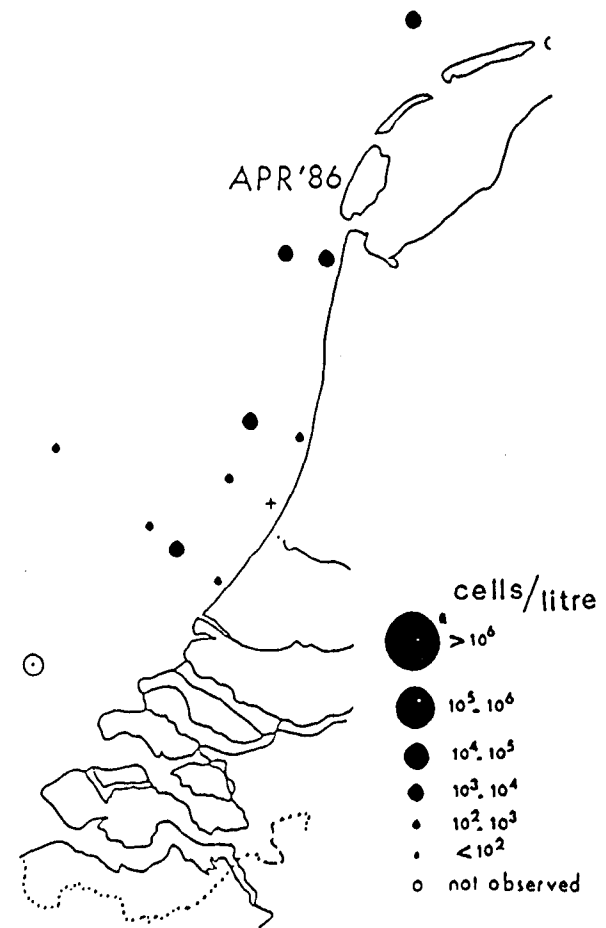 APR'86
cells/litre
>10⁶
10⁵-10⁶
10⁴-10⁵
10³-10⁴
10²-10³
<10²
not observed